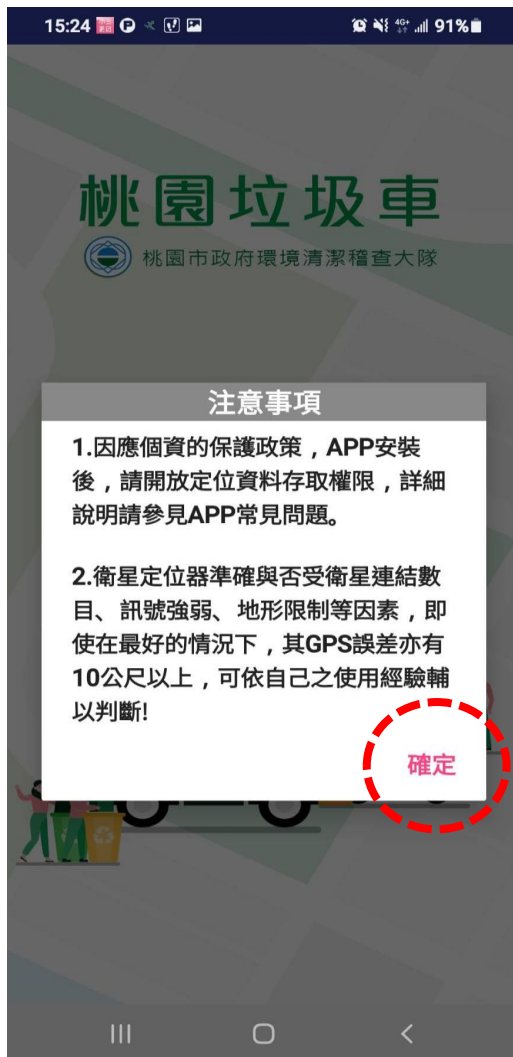 15:24
4G+ 91%
桃園垃圾車
桃園市政府環境清潔稽查大隊
注意事項
1.因應個資的保護政策，APP安裝
後，請開放定位資料存取權限，詳細
說明請參見APP常見問題。
2.衛星定位器準確與否受衛星連結數
目、訊號強弱、地形限制等因素，即
使在最好的情況下，其GPS誤差亦有
10公尺以上，可依自己之使用經驗輔
以判斷!
確定